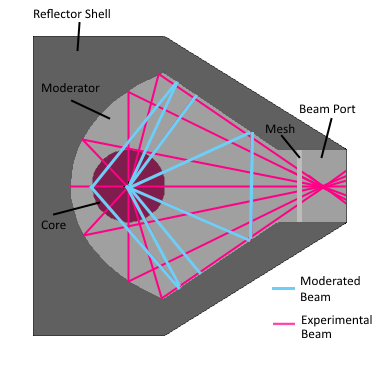 Reflector Shell
Moderator
Beam Port
Mesh
Core
Moderated
Beam
Experimental
Beam